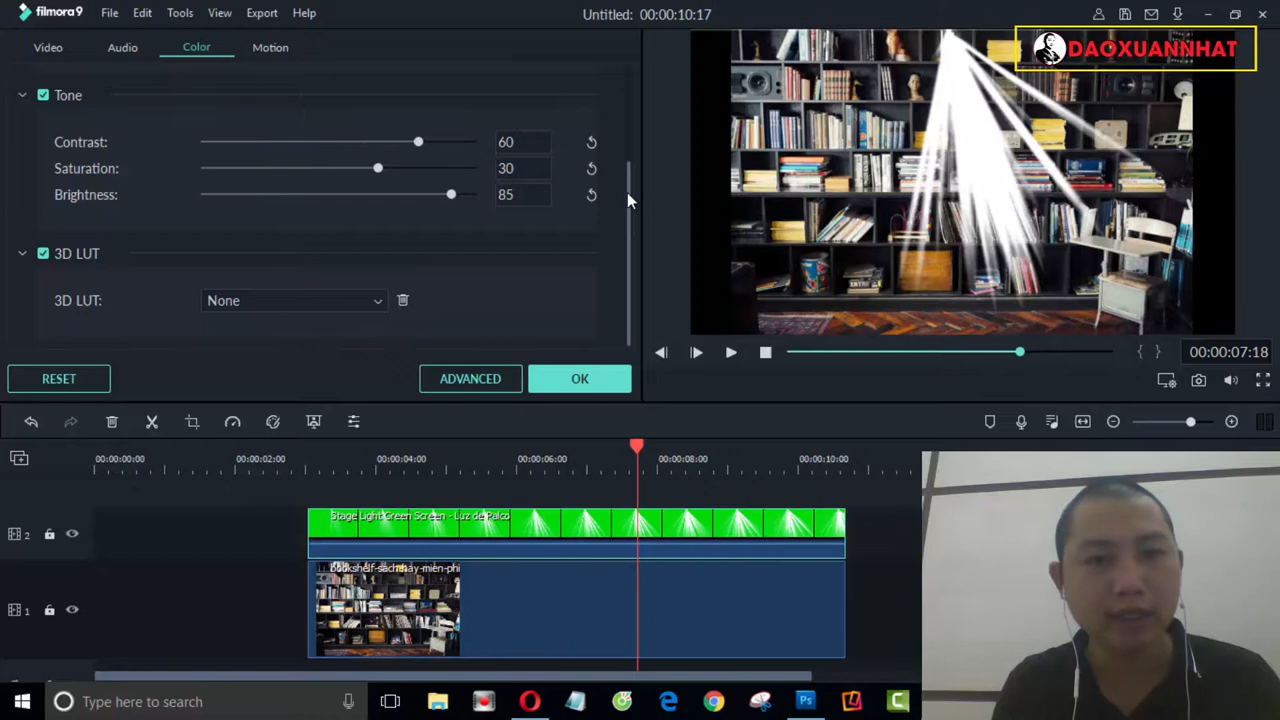 filmora9 File Edit Tools View Export Help Untitled: 00:00:10:17
DAOXUANNHAT
Video Audio Color Motion
Tone
Contrast: 60
Saturation: 30
Brightness: 85
3D LUT
3D LUT: None
RESET ADVANCED OK
00:00:07:18
00:00:00:00 00:00:02:00 00:00:04:00 00:00:06:00 00:00:08:00 00:00:10:00
Stage Light Green Screen - Luz de Palco
2
bookshelf-sachehay-mien-phi
1
Type here to search